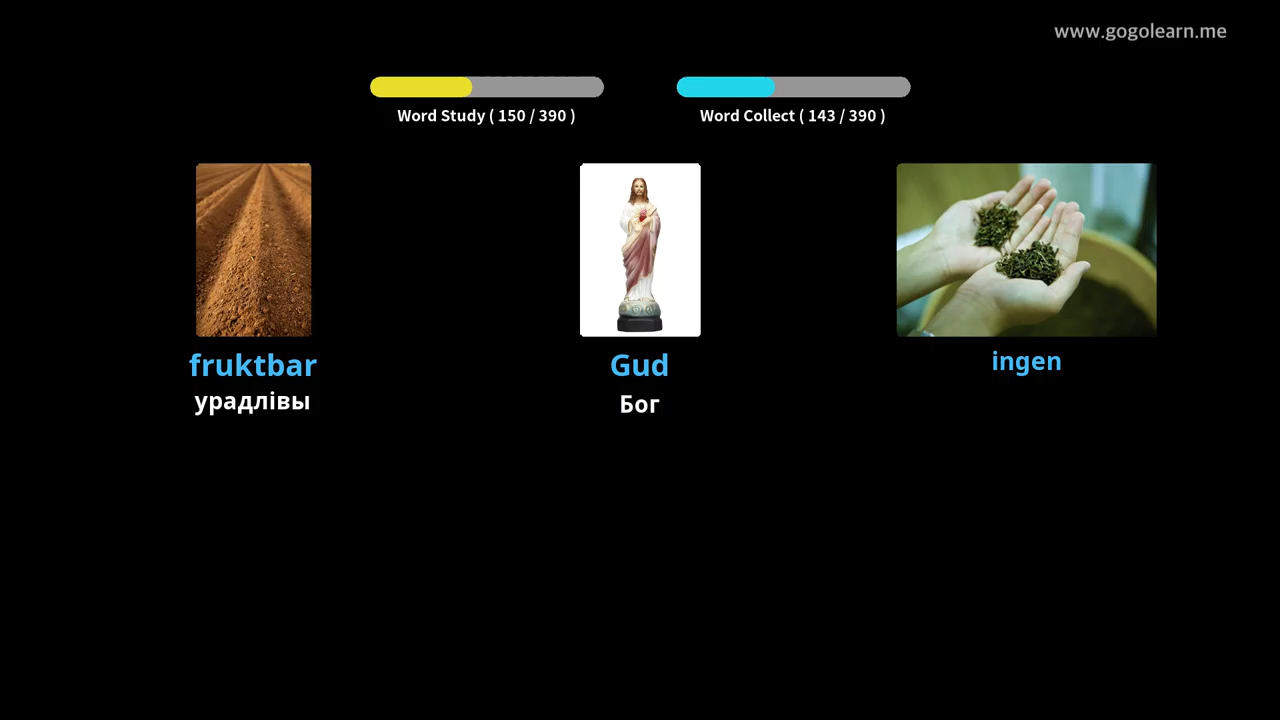 www.gogolearn.me
Word Study ( 150 / 390 )
Word Collect ( 143 / 390 )
fruktbar
урадлівы
Gud
Бог
ingen